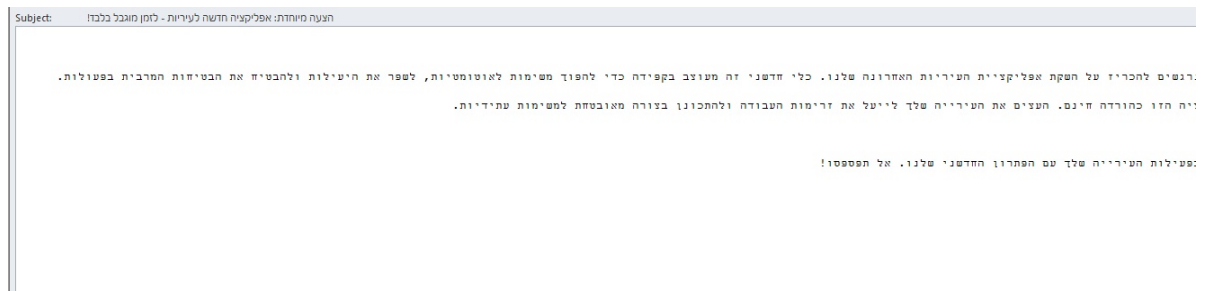 Subject: הצעה מיוחדת: אפליקציה חדשה לעיריות - לזמן מוגבל בלבד!
להכריז על השקת אפליקציית העיריות האחרונה שלנו. כלי חדשני זה מעוצב בקפידה כדי להפוך משימות לאוטומטיות, לשפר את היעילות ולהבטיח את הבטיחות המרבית בפעולות.
הזו כהורדה חינם. העצים את העירייה שלך לייעל את זרימות העבודה ולהתכונן בצורה מאובטחת למשימות עתידיות.
העירייה שלך עם הפתרון החדשני שלנו. אל תפספסו!